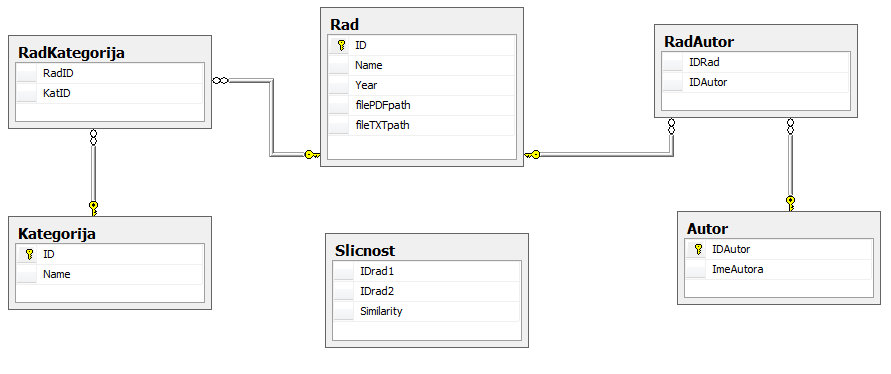 RadKategorija
RadID
KatID
Rad
ID
Name
Year
filePDFpath
fileTXTpath
RadAutor
IDRad
IDAutor
Kategorija
ID
Name
Slicnost
IDrad1
IDrad2
Similarity
Autor
IDAutor
ImeAutora